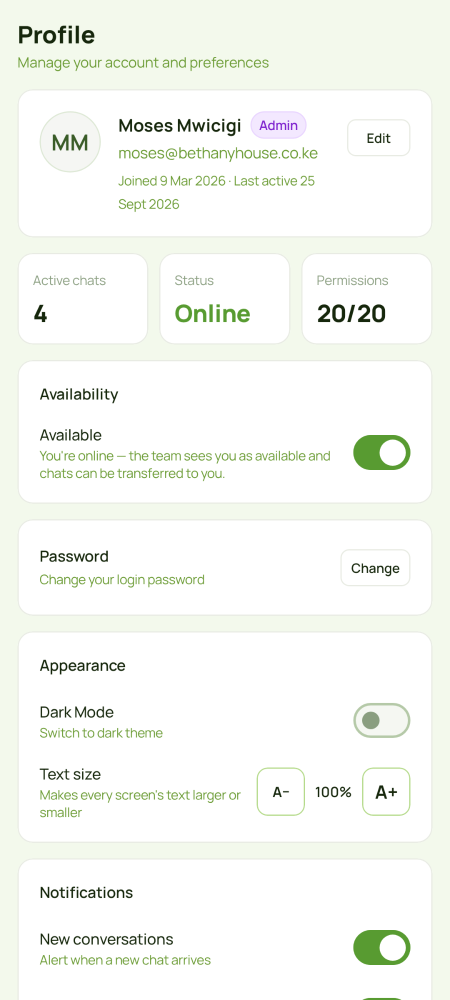 Profile
Manage your account and preferences
MM
Moses Mwicigi
Admin
moses@bethanyhouse.co.ke
Joined 9 Mar 2026 · Last active 25
Sept 2026
Edit
Active chats
4
Status
Online
Permissions
20/20
Availability
Available
You're online — the team sees you as available and
chats can be transferred to you.
Password
Change your login password
Change
Appearance
Dark Mode
Switch to dark theme
Text size
Makes every screen's text larger or
smaller
A−
100%
A+
Notifications
New conversations
Alert when a new chat arrives